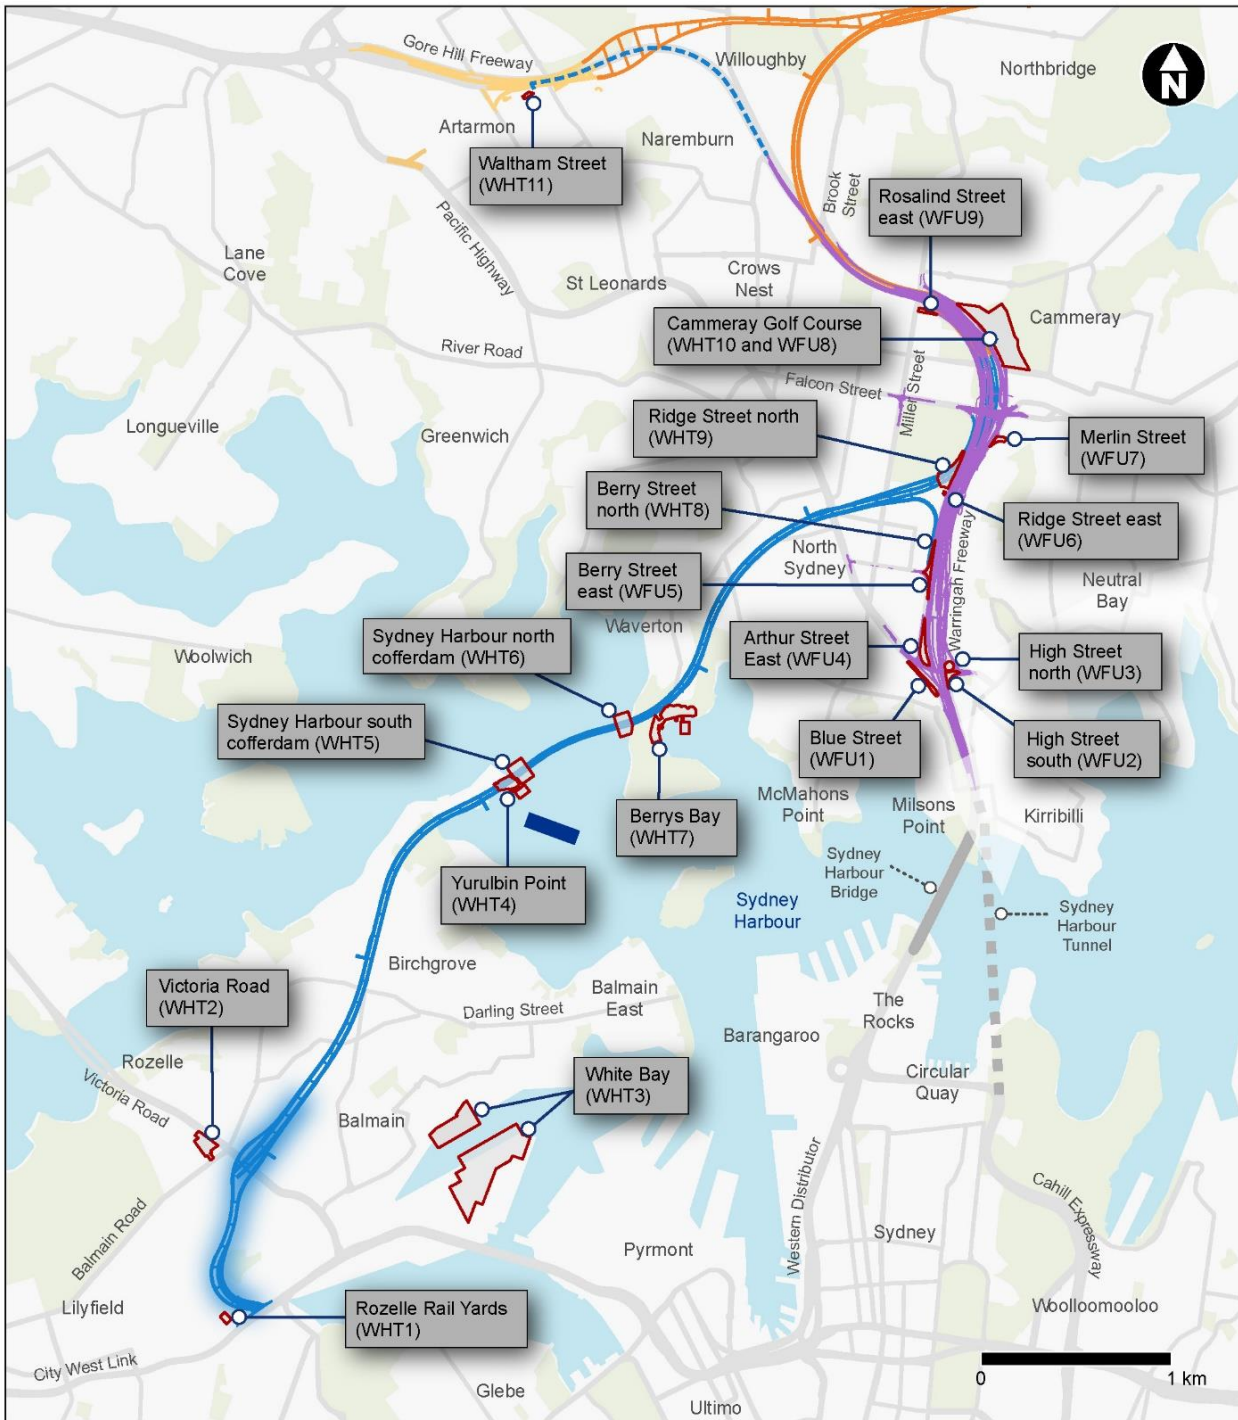 Gore Hill Freeway
Willoughby
Northbridge
N
Artarmon
Naremburn
Waltham Street
(WHT11)
Brook
Street
Rosalind Street
east (WFU9)
Pacific Highway
Lane
Cove
St Leonards
Crows
Nest
Cammeray Golf Course
(WHT10 and WFU8)
Cammeray
River Road
Falcon Street
Miller Street
Longueville
Greenwich
Ridge Street north
(WHT9)
Merlin Street
(WFU7)
Berry Street
north (WHT8)
Ridge Street east
(WFU6)
North
Sydney
Warringah Freeway
Berry Street
east (WFU5)
Neutral
Bay
Waverton
Sydney Harbour north
cofferdam (WHT6)
Arthur Street
East (WFU4)
High Street
north (WFU3)
Woolwich
Sydney Harbour south
cofferdam (WHT5)
Blue Street
(WFU1)
High Street
south (WFU2)
McMahons
Point
Milsons
Point
Kirribilli
Berrys Bay
(WHT7)
Sydney
Harbour
Bridge
Yurulbin Point
(WHT4)
Sydney
Harbour
Sydney
Harbour
Tunnel
Birchgrove
Victoria Road
(WHT2)
Balmain
East
Darling Street
The
Rocks
Barangaroo
Rozelle
Victoria Road
White Bay
(WHT3)
Circular
Quay
Balmain
Western Distributor
Cahill Expressway
Balmain Road
Sydney
Pyrmont
Lilyfield
Rozelle Rail Yards
(WHT1)
Woolloomooloo
City West Link
Glebe
Ultimo
0
1 km